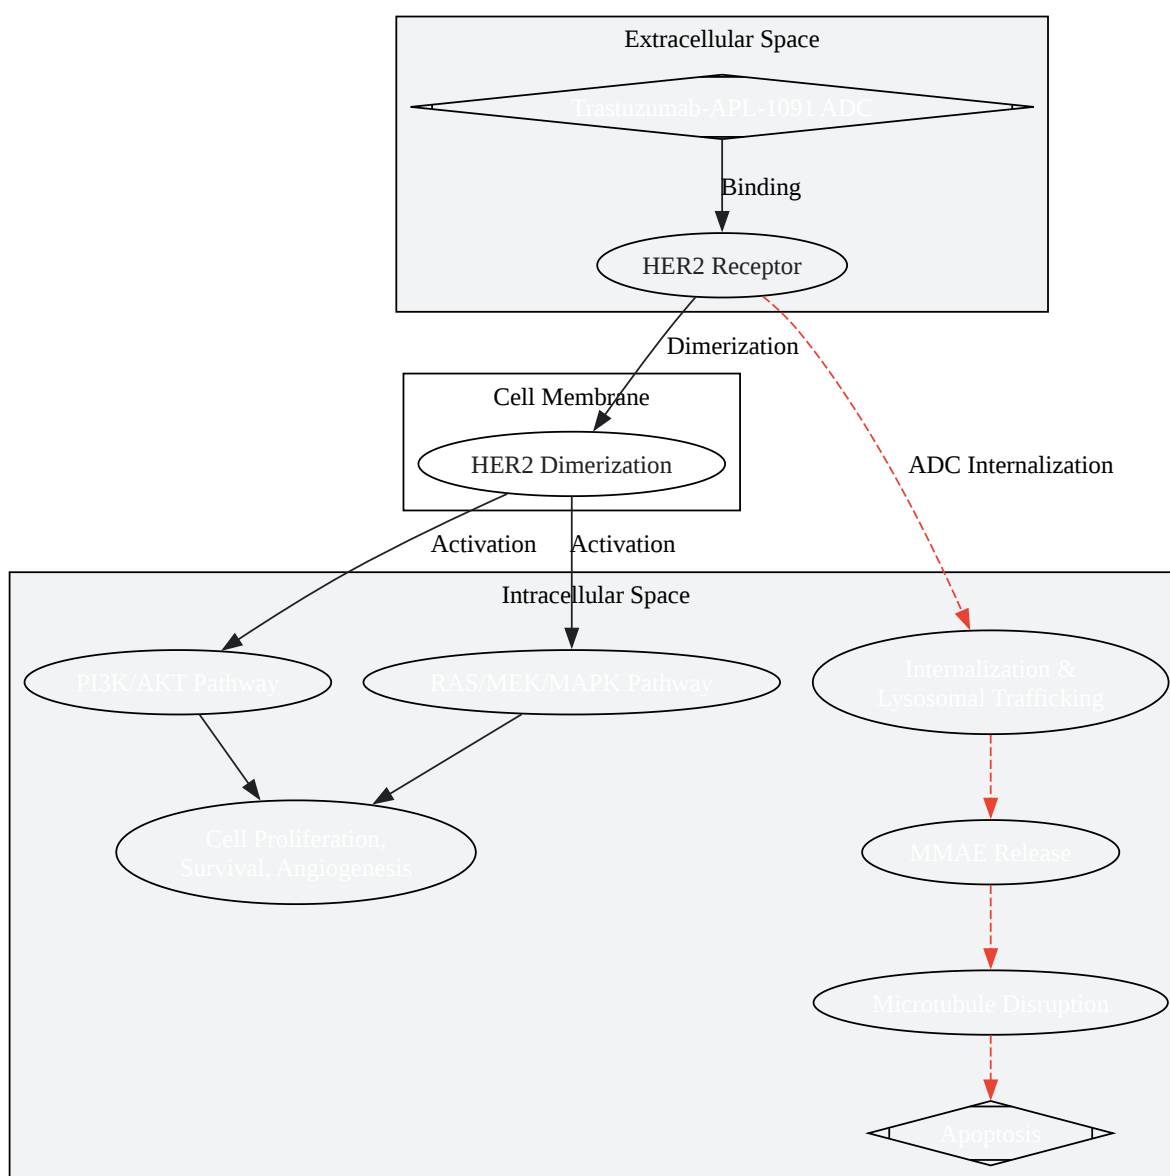 Extracellular Space
Trastuzumab-APL-1091 ADC
Binding
HER2 Receptor
Dimerization
Cell Membrane
HER2 Dimerization
ADC Internalization
Activation
Activation
Intracellular Space
PI3K/AKT Pathway
RAS/MEK/MAPK Pathway
Internalization &
Lysosomal Trafficking
Cell Proliferation,
Survival, Angiogenesis
MMAE Release
Microtubule Disruption
Apoptosis